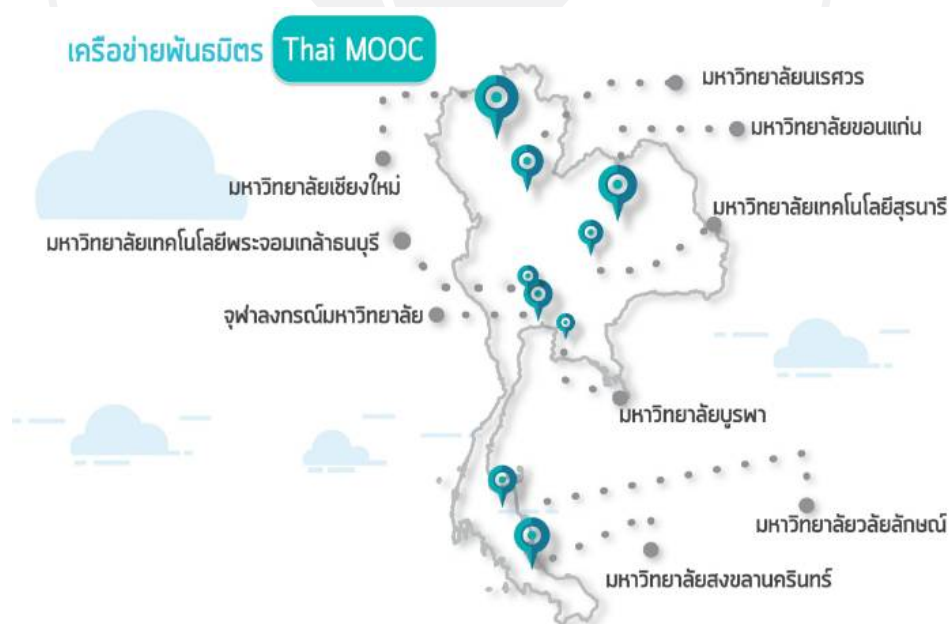 เครือข่ายพันธมิตร Thai MOOC
มหาวิทยาลัยนเรศวร
มหาวิทยาลัยขอนแก่น
มหาวิทยาลัยเชียงใหม่
มหาวิทยาลัยเทคโนโลยีสุรนารี
มหาวิทยาลัยเทคโนโลยีพระจอมเกล้าธนบุรี
จุฬาลงกรณ์มหาวิทยาลัย
มหาวิทยาลัยบูรพา
มหาวิทยาลัยวลัยลักษณ์
มหาวิทยาลัยสงขลานครินทร์